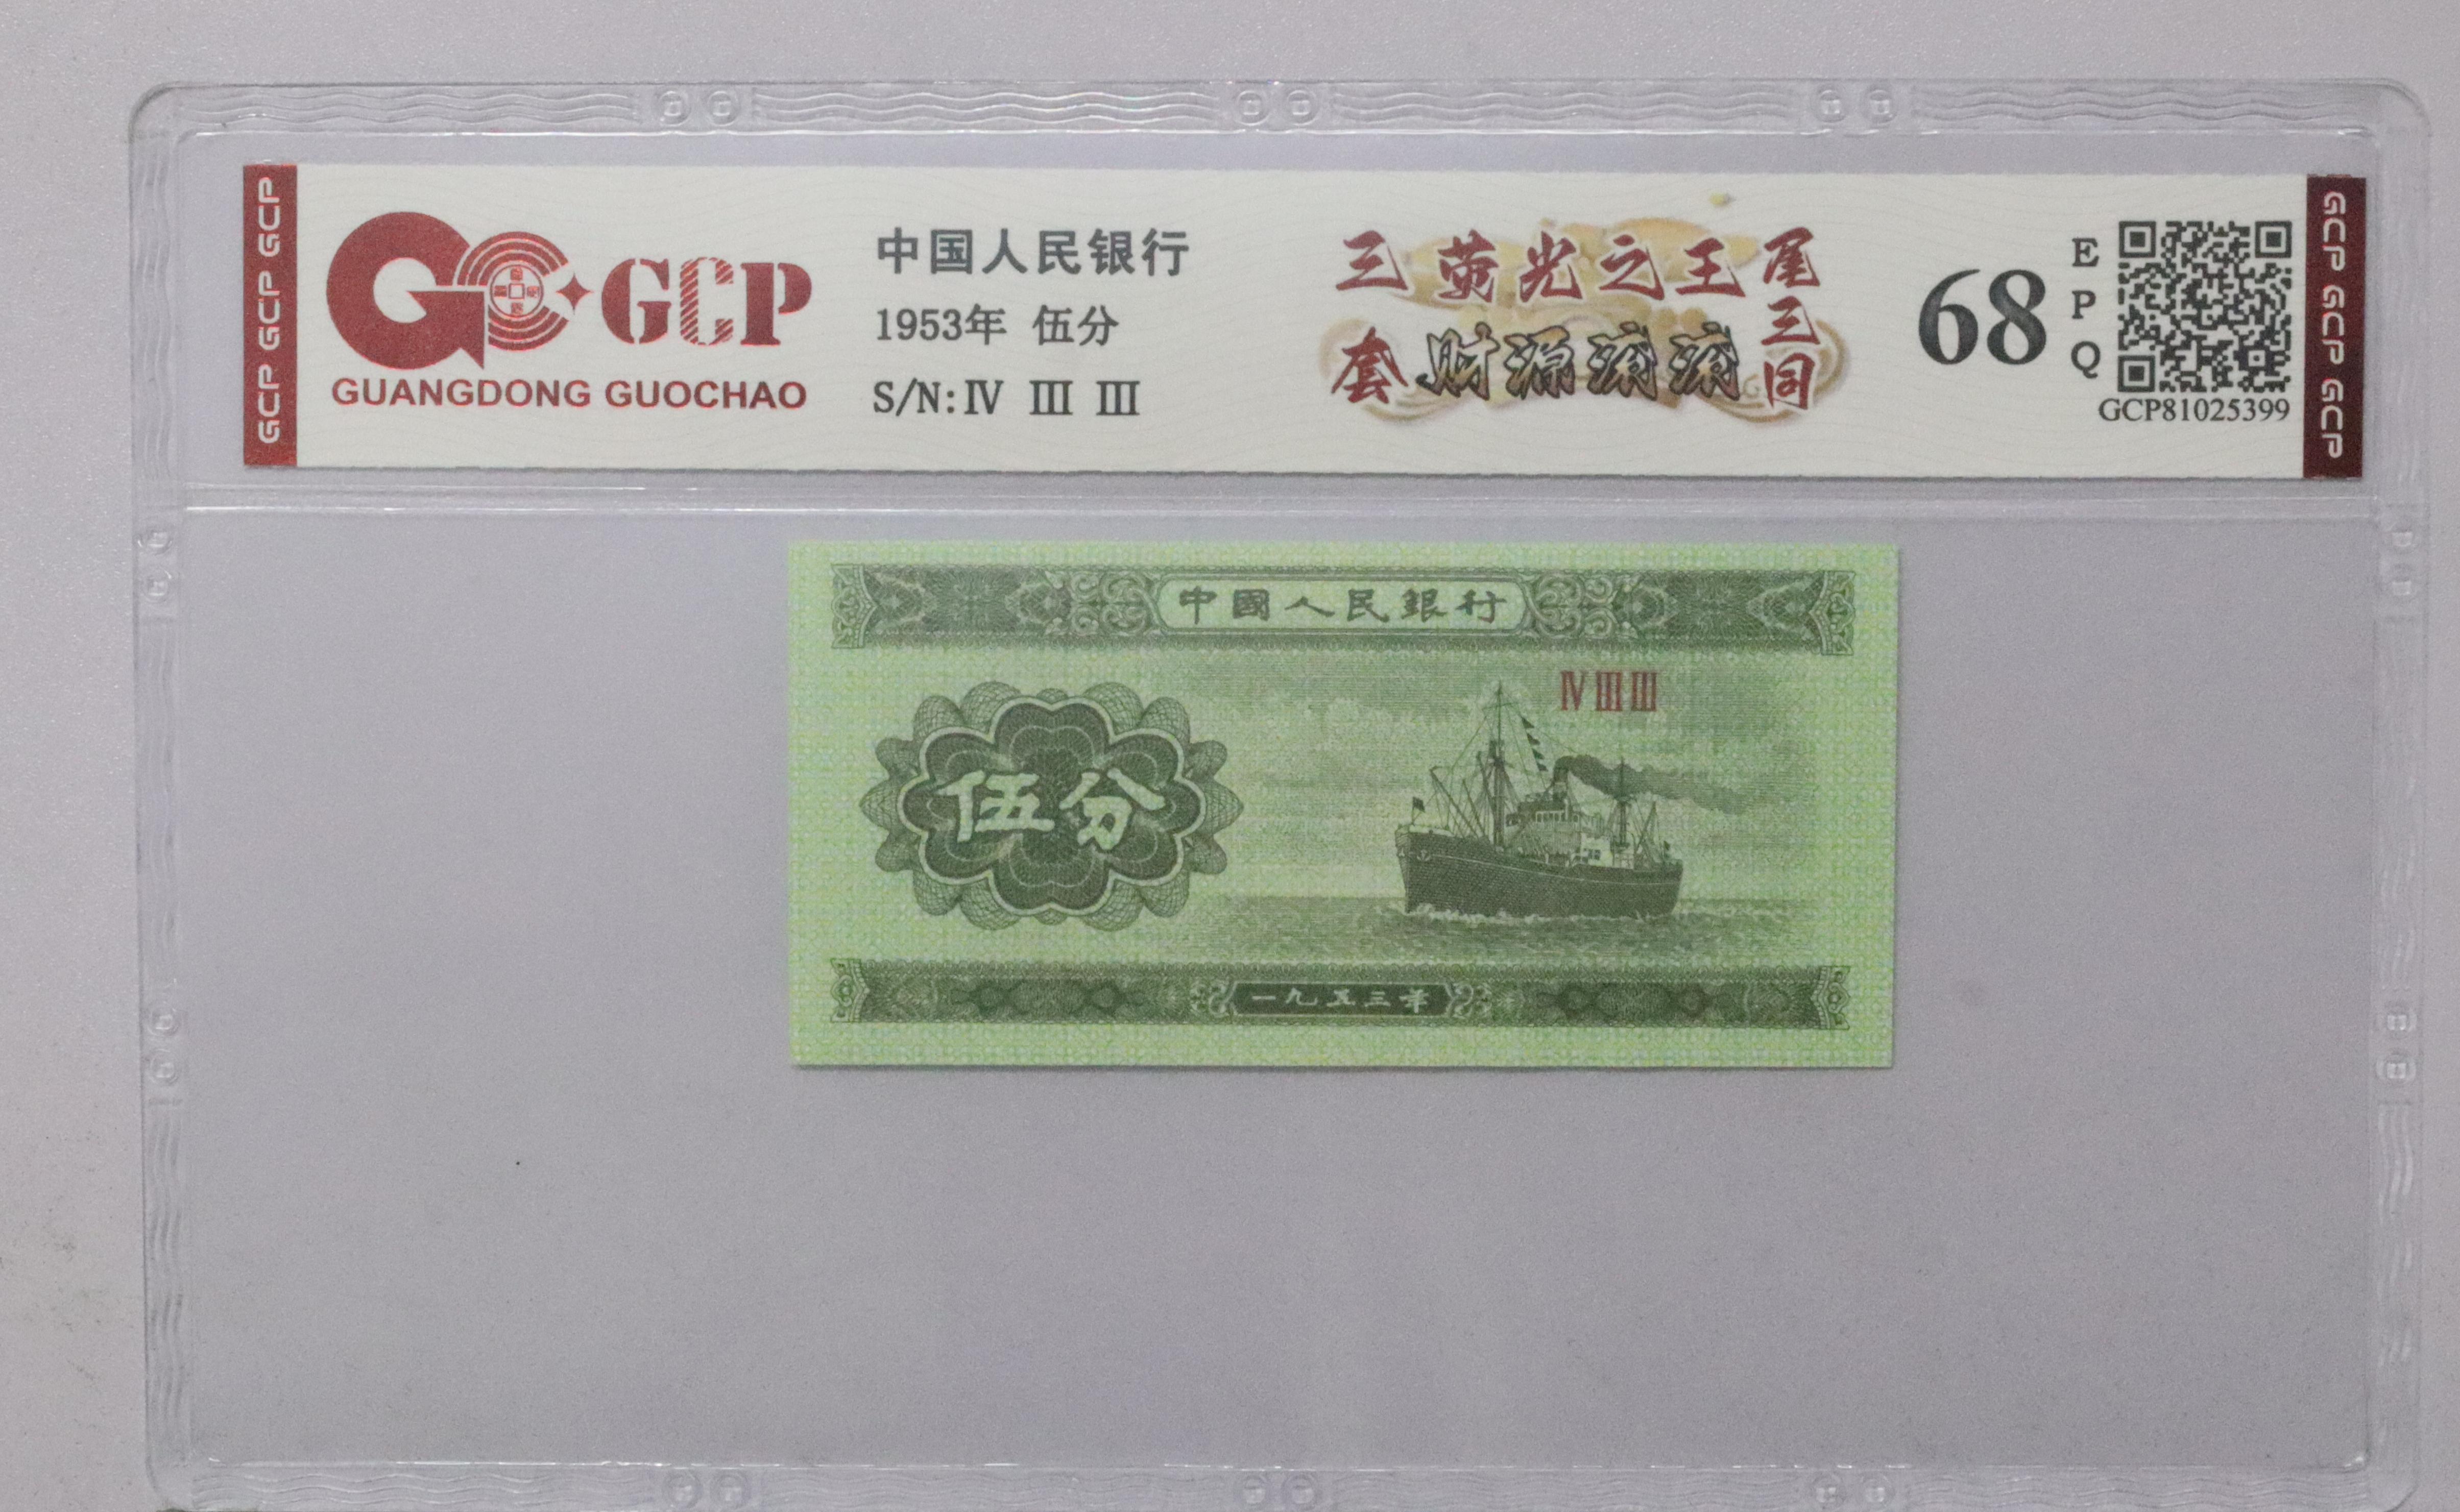 GCP GCP GCP
GCP
GUANGDONG GUOCHAO
中国人民银行
1953年 伍分
S/N:Ⅳ Ⅲ Ⅲ
三 荧光之王 尾三同
套 财源滚滚
68
EPQ
GCP81025399
GCP GCP GCP
中國人民銀行
Ⅳ Ⅲ Ⅲ
伍分
一九五三年